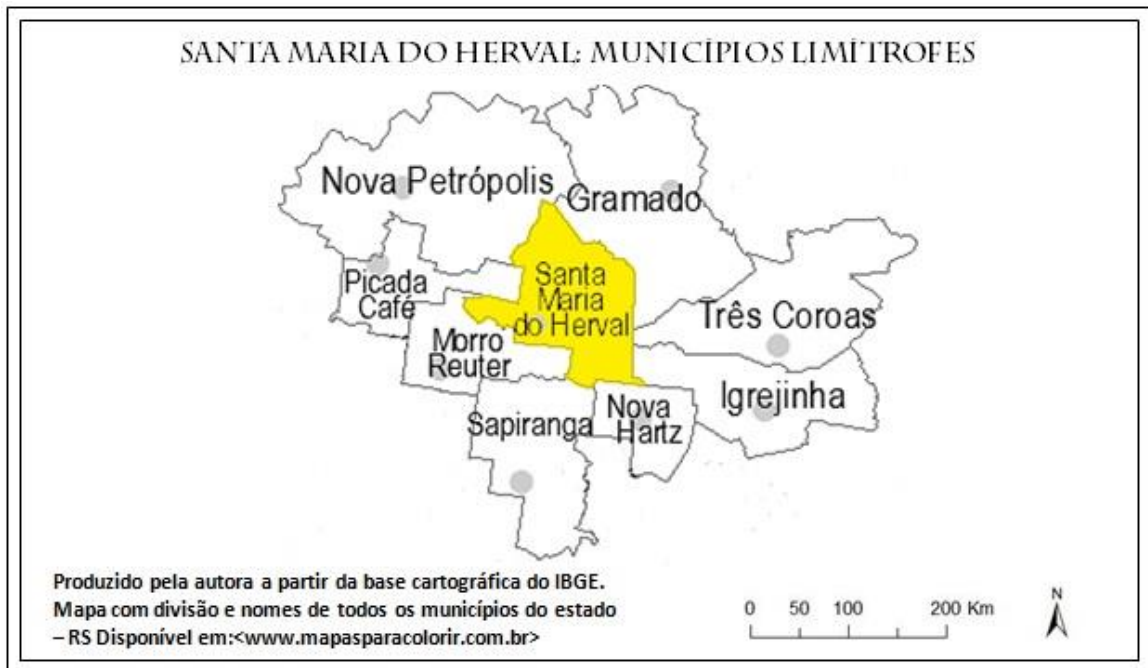 SANTA MARIA DO HERVAL: MUNICÍPIOS LIMÍTROFES
Nova Petrópolis
Gramado
Picada
Café
Santa
Maria
do Herval
Três Coroas
Morro
Reuter
Igrejinha
Nova
Hartz
Sapiranga
Produzido pela autora a partir da base cartográfica do IBGE.
Mapa com divisão e nomes de todos os municípios do estado
– RS Disponível em:<www.mapasparacolorir.com.br>
0 50 100 200 Km
N